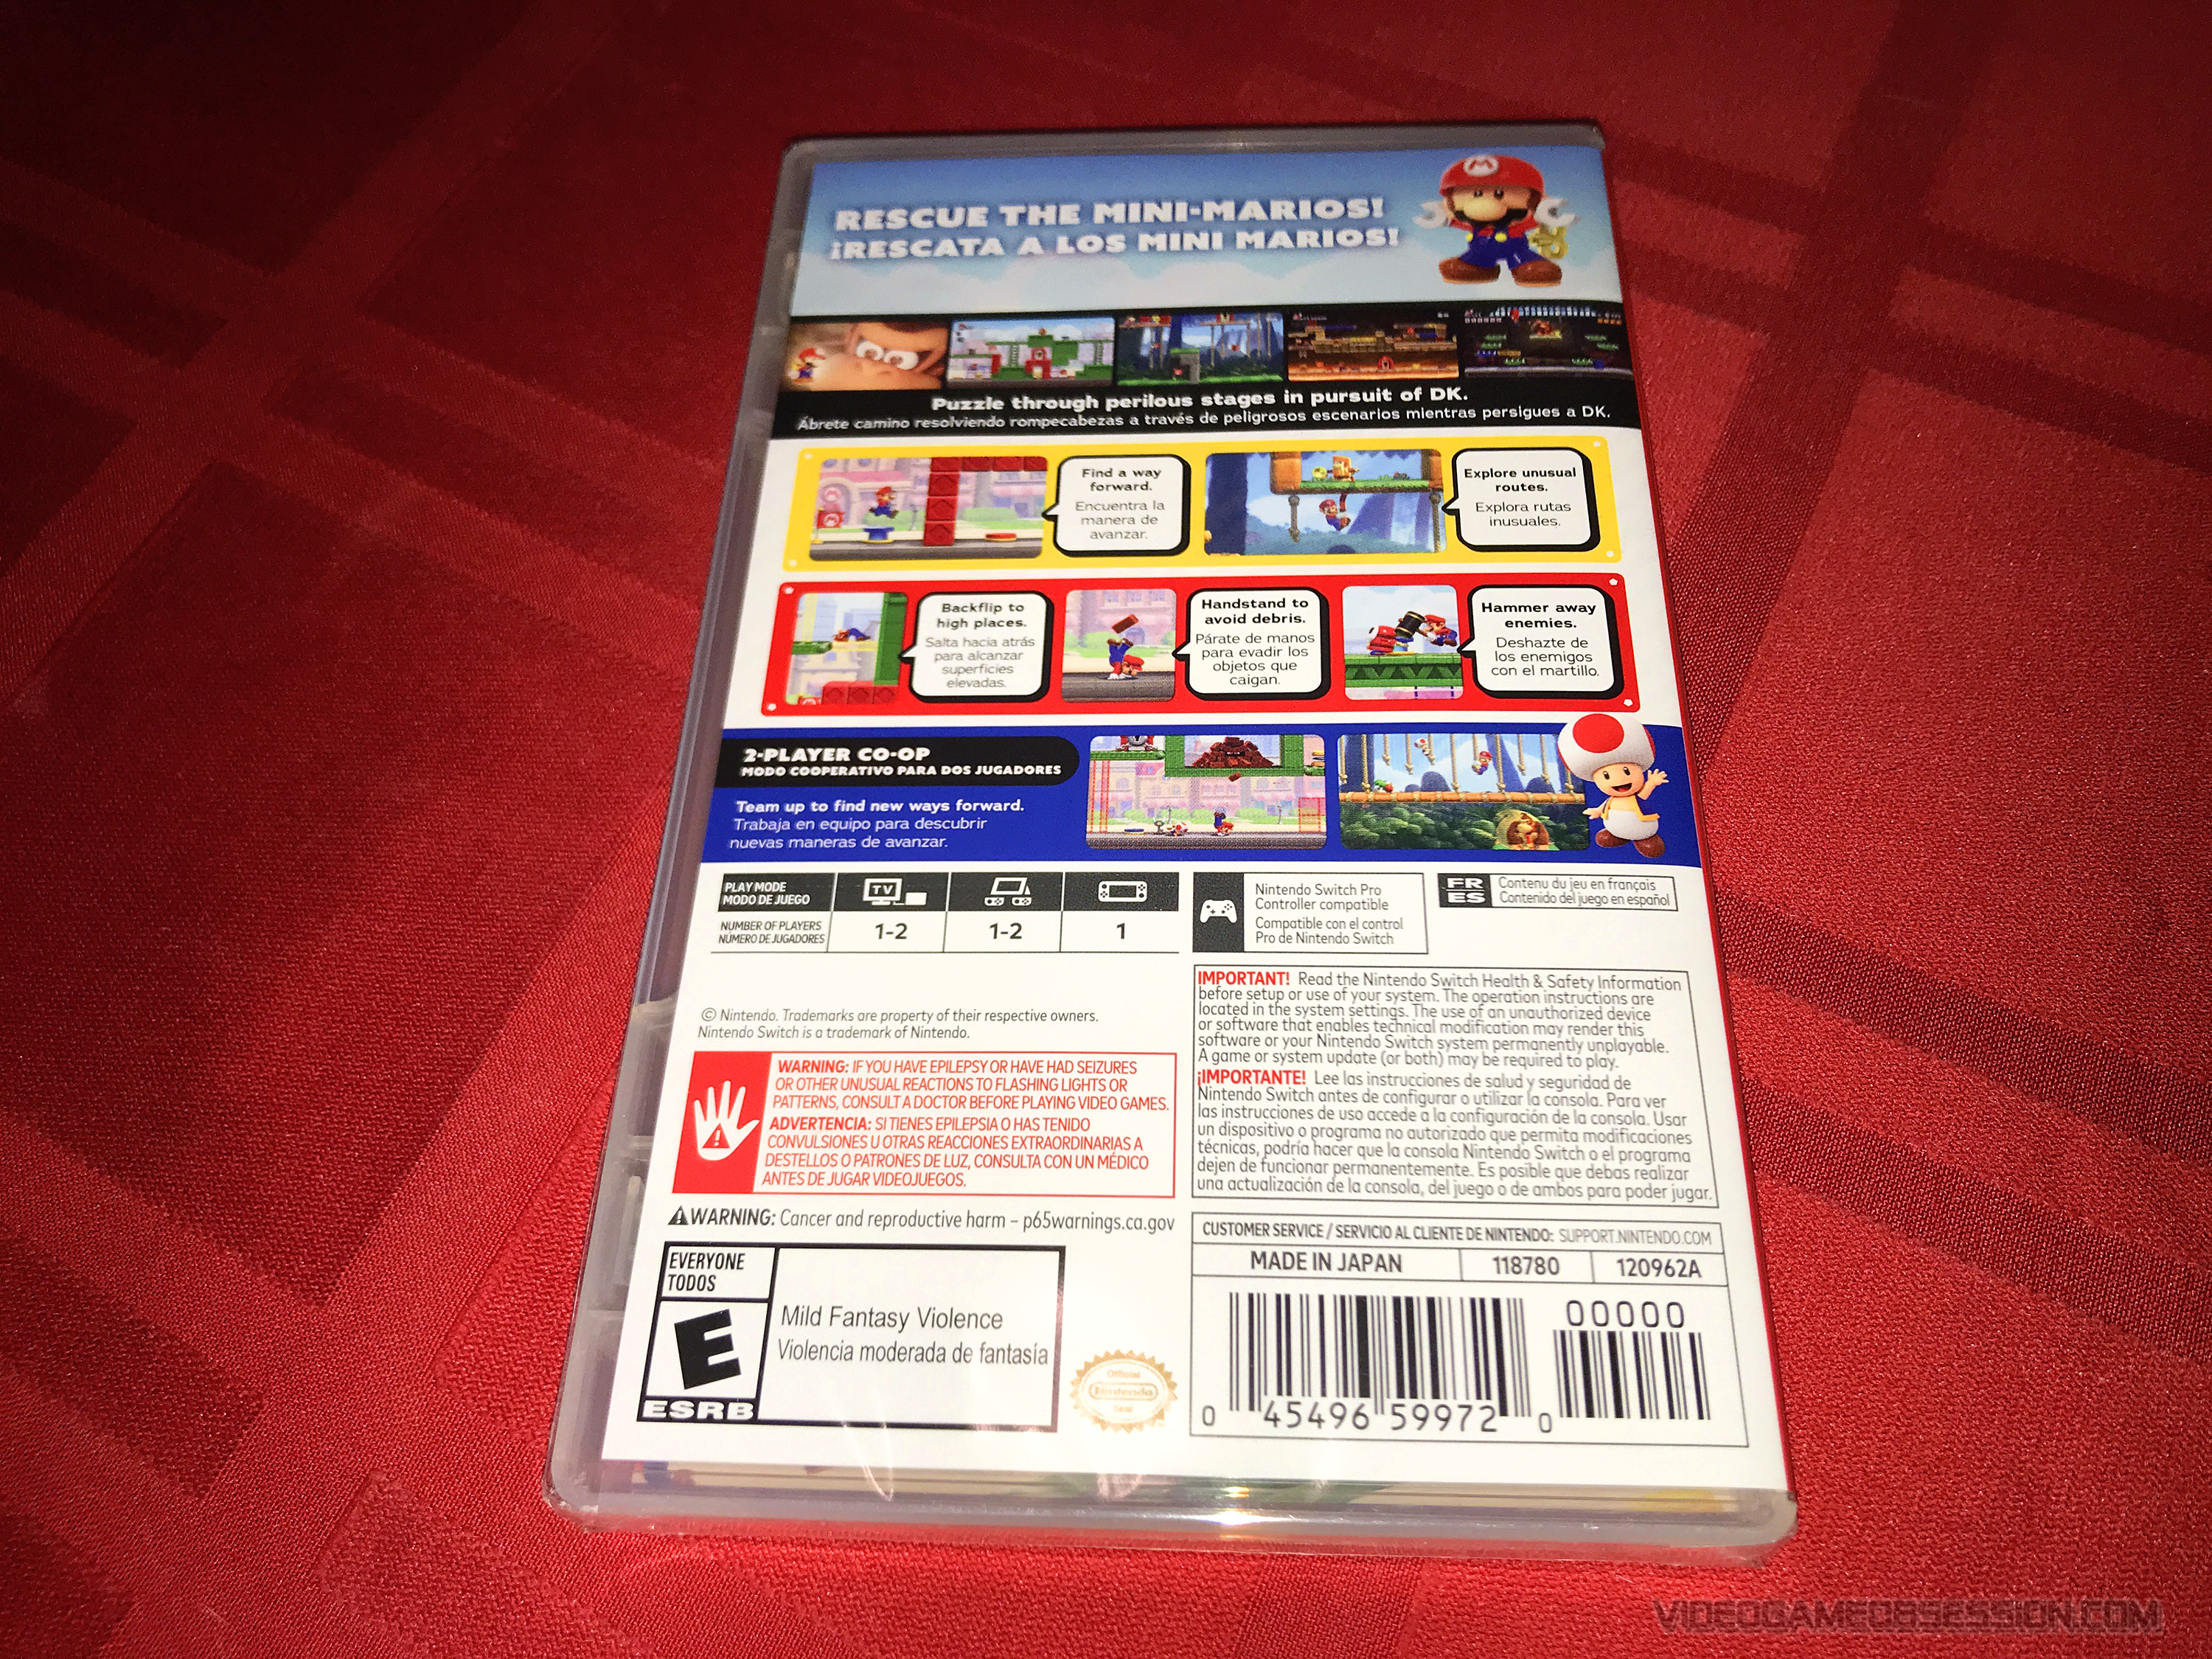 RESCUE THE MINI-MARIOS!
¡RESCATA A LOS MINI MARIOS!
Puzzle through perilous stages in pursuit of DK.
Ábrete camino resolviendo rompecabezas a través de peligrosos escenarios mientras persigues a DK.
Find a way
forward.
Encuentra la
manera de
avanzar.
Explore unusual
routes.
Explora rutas
inusuales.
Backflip to
high places.
Salta hacia atrás
para alcanzar
superficies
elevadas.
Handstand to
avoid debris.
Párate de manos
para evadir los
objetos que
caigan.
Hammer away
enemies.
Deshazte de
los enemigos
con el martillo.
2-PLAYER CO-OP
MODO COOPERATIVO PARA DOS JUGADORES
Team up to find new ways forward.
Trabaja en equipo para descubrir
nuevas maneras de avanzar.
PLAY MODE
MODO DE JUEGO
TV
NUMBER OF PLAYERS
NÚMERO DE JUGADORES
1-2
1-2
1
Nintendo Switch Pro
Controller compatible
Compatible con el control
Pro de Nintendo Switch
FR
ES
Contenu du jeu en français
Contenido del juego en español
© Nintendo. Trademarks are property of their respective owners.
Nintendo Switch is a trademark of Nintendo.
WARNING: IF YOU HAVE EPILEPSY OR HAVE HAD SEIZURES
OR OTHER UNUSUAL REACTIONS TO FLASHING LIGHTS OR
PATTERNS, CONSULT A DOCTOR BEFORE PLAYING VIDEO GAMES.
ADVERTENCIA: SI TIENES EPILEPSIA O HAS TENIDO
CONVULSIONES U OTRAS REACCIONES EXTRAORDINARIAS A
DESTELLOS O PATRONES DE LUZ, CONSULTA CON UN MÉDICO
ANTES DE JUGAR VIDEOJUEGOS.
WARNING: Cancer and reproductive harm – p65warnings.ca.gov
IMPORTANT! Read the Nintendo Switch Health & Safety Information
before setup or use of your system. The operation instructions are
located in the system settings. The use of an unauthorized device
or software that enables technical modification may render this
software or your Nintendo Switch system permanently unplayable.
A game or system update (or both) may be required to play.
¡IMPORTANTE! Lee las instrucciones de salud y seguridad de
Nintendo Switch antes de configurar o utilizar la consola. Para ver
las instrucciones de uso accede a la configuración de la consola. Usar
un dispositivo o programa no autorizado que permita modificaciones
técnicas, podría hacer que la consola Nintendo Switch o el programa
dejen de funcionar permanentemente. Es posible que debas realizar
una actualización de la consola, del juego o de ambos para poder jugar.
CUSTOMER SERVICE / SERVICIO AL CLIENTE DE NINTENDO: SUPPORT.NINTENDO.COM
MADE IN JAPAN
118780
120962A
EVERYONE
TODOS
E
ESRB
Mild Fantasy Violence
Violencia moderada de fantasía
Official
Nintendo
Seal
00000
0 45496 59972 0
VIDEOGAMEOBSESSION.COM